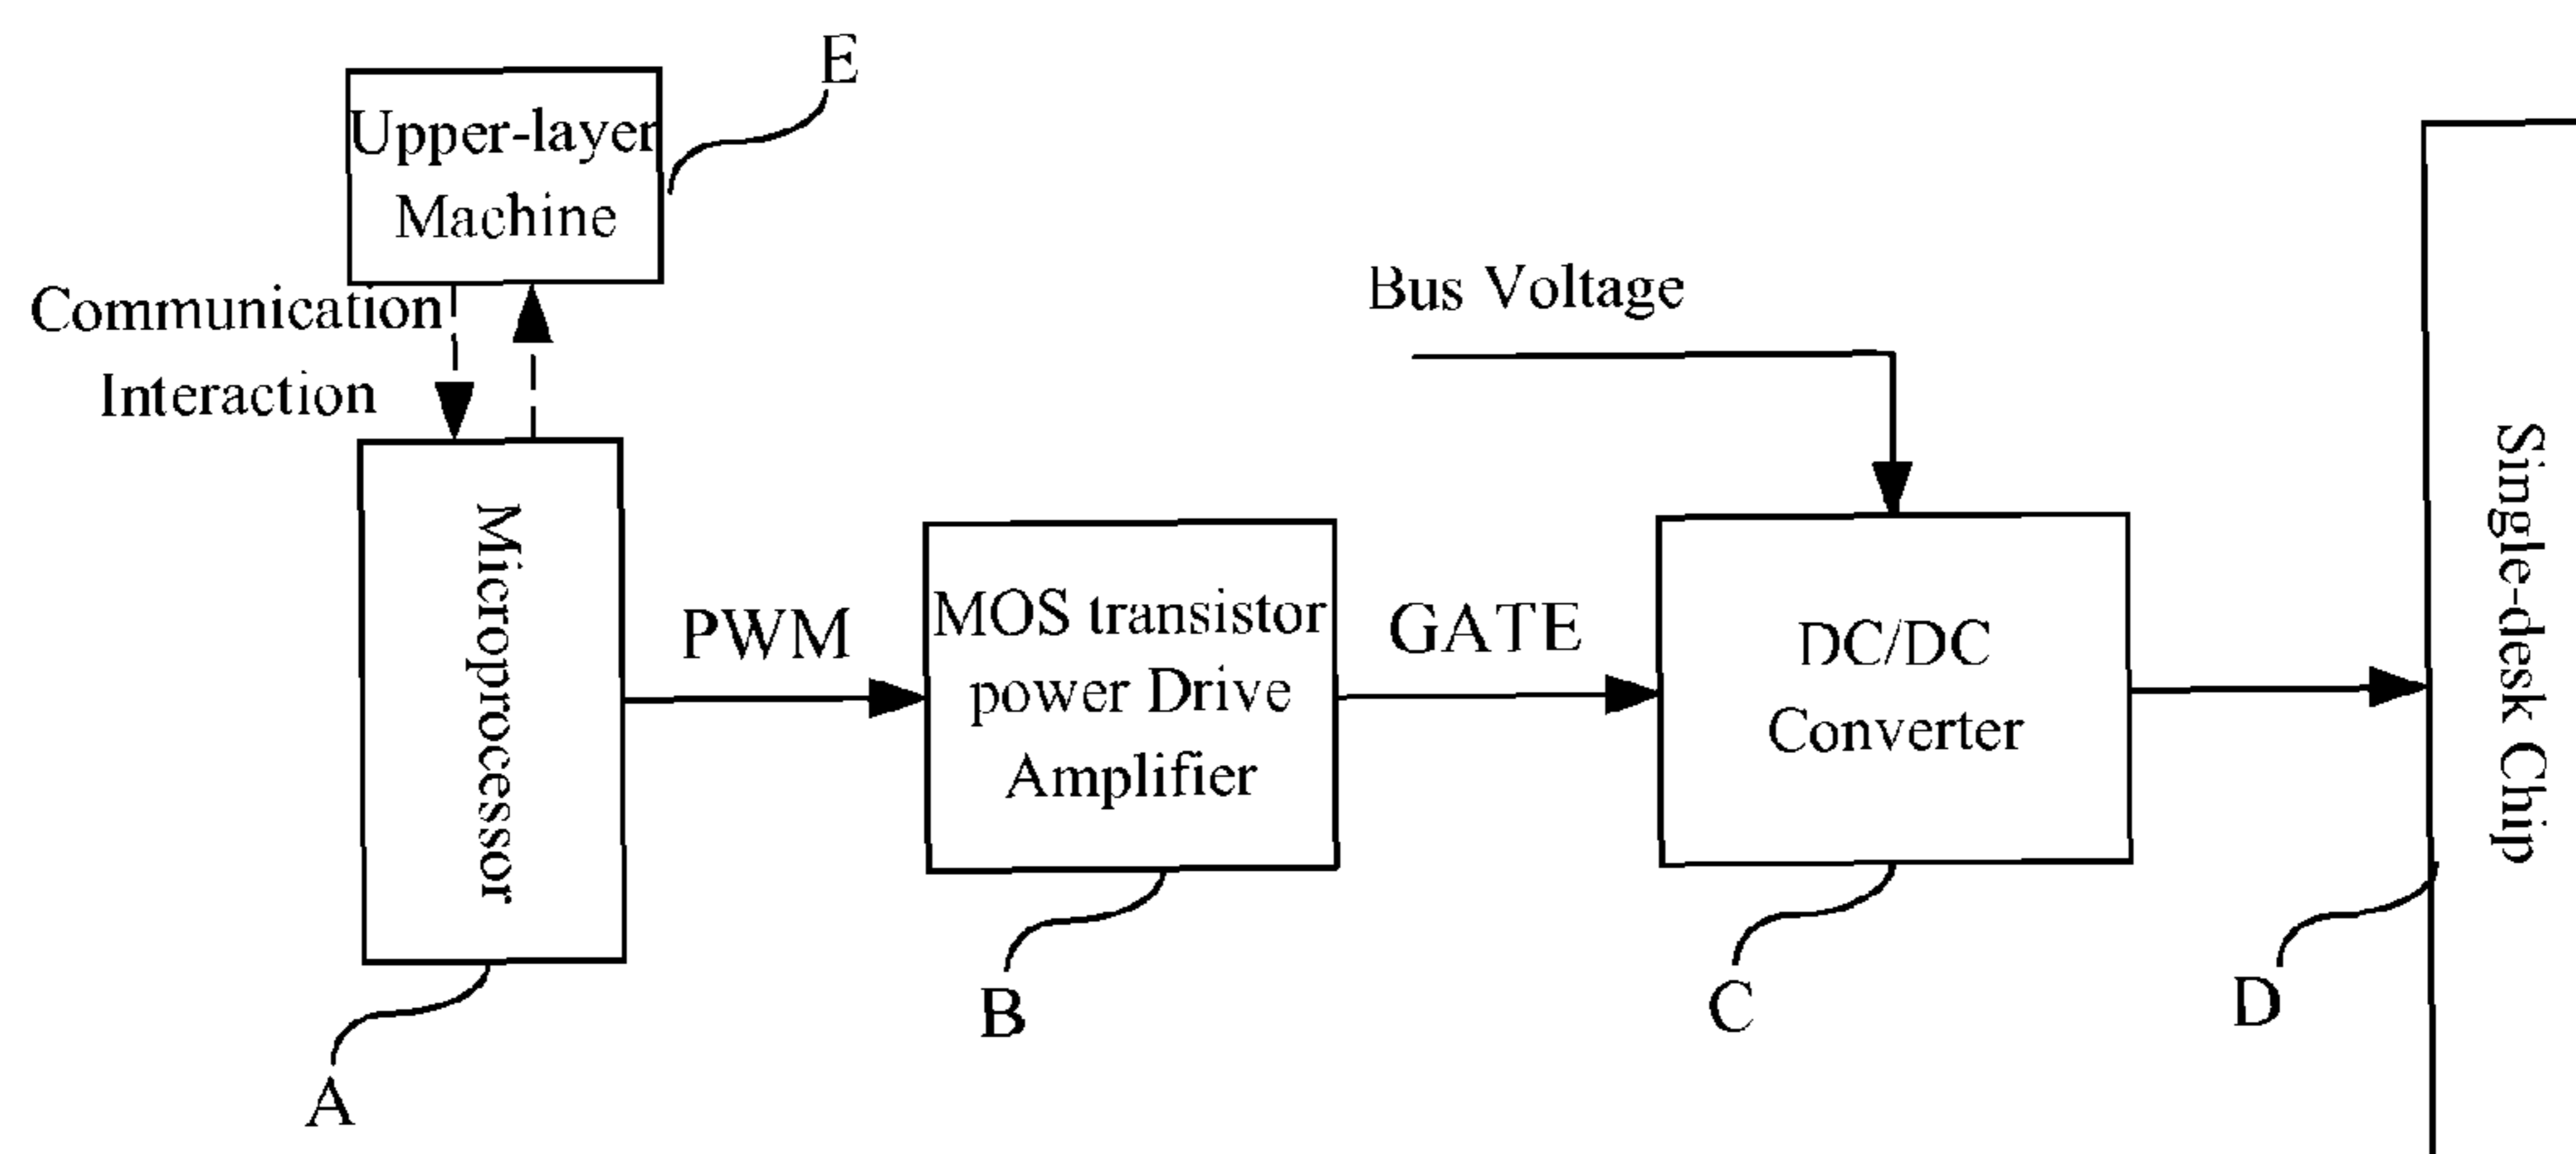 E
Upper-layer
Machine
Communication
Interaction
Bus Voltage
Microprocessor
PWM
MOS transistor
power Drive
Amplifier
GATE
DC/DC
Converter
Single-desk Chip
A
B
C
D